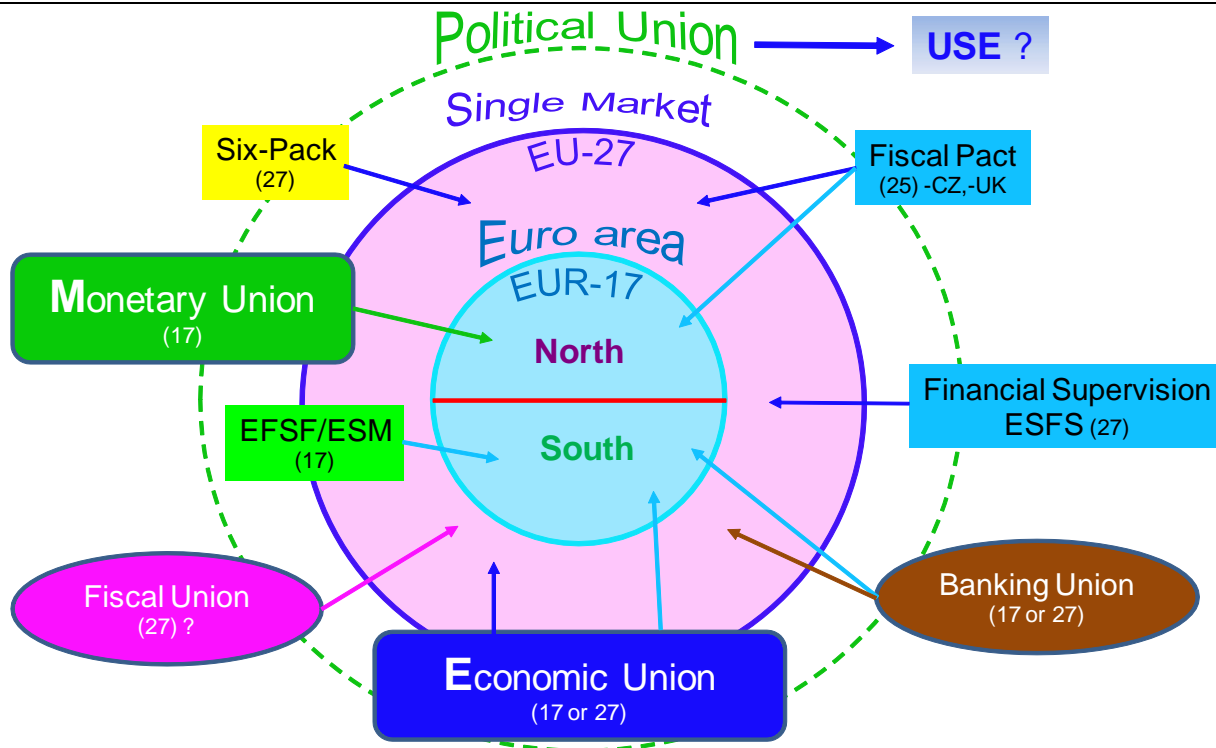 Political Union
USE ?
Single Market
EU-27
Six-Pack
(27)
Fiscal Pact
(25) -CZ,-UK
Euro area
EUR-17
Monetary Union
(17)
North
Financial Supervision
ESFS (27)
EFSF/ESM
(17)
South
Fiscal Union
(27) ?
Banking Union
(17 or 27)
Economic Union
(17 or 27)